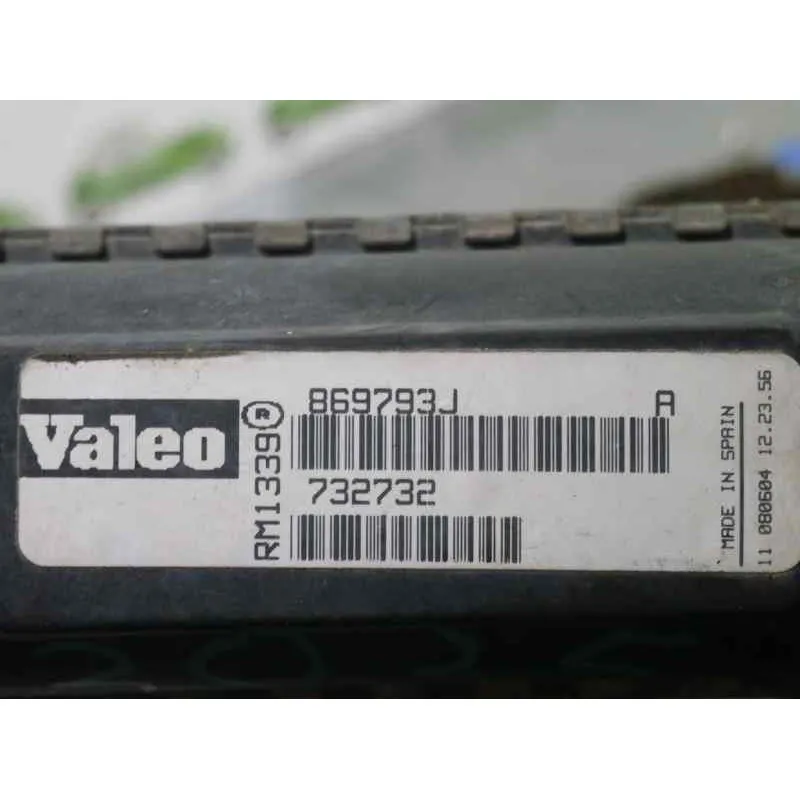 Valeo
RM1339
®
869793J A
732732
MADE IN SPAIN
11 080604 12.23.56